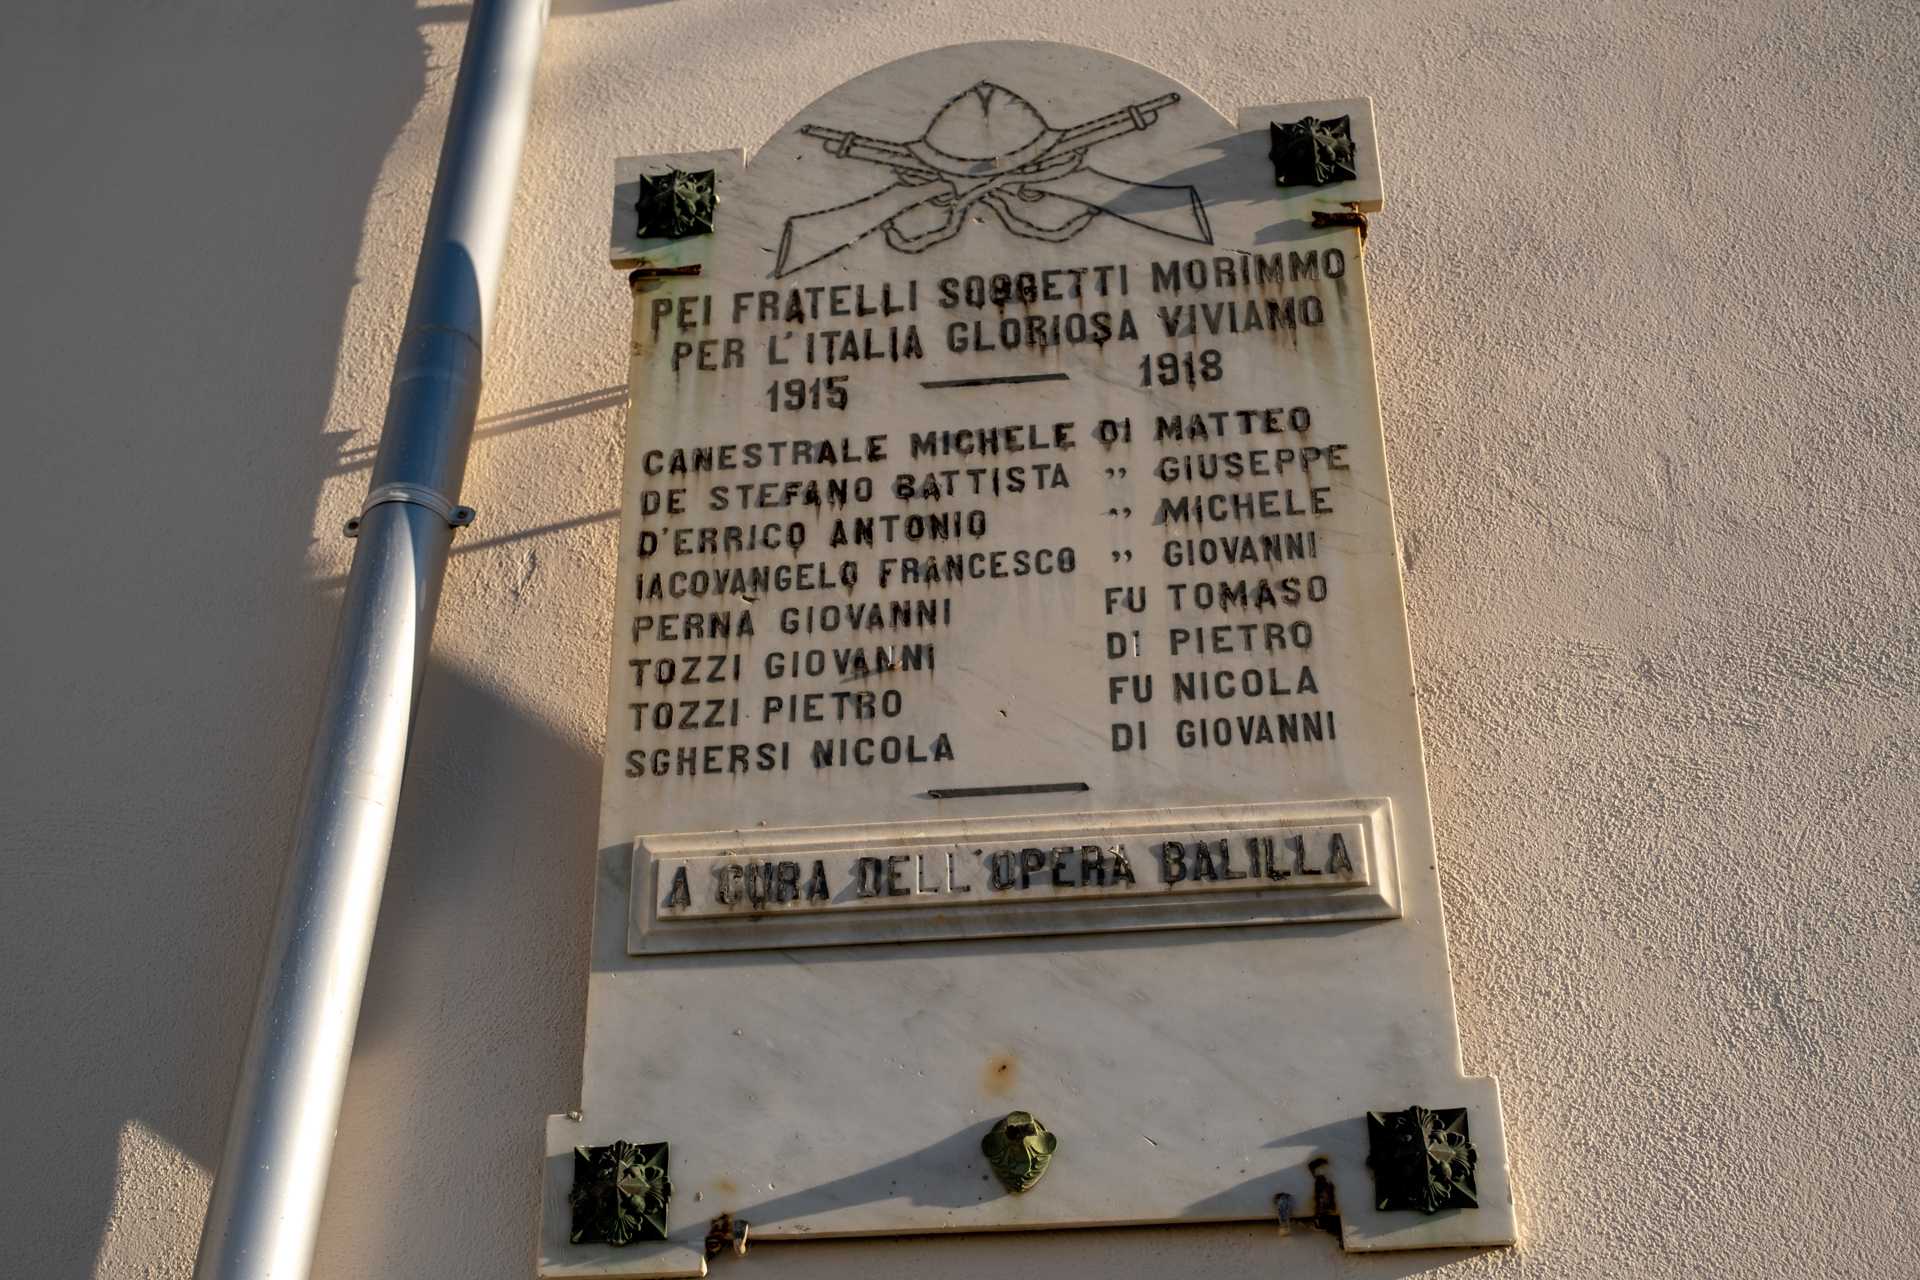 PEI FRATELLI SOGGETTI MORIMMO
PER L'ITALIA GLORIOSA VIVIAMO
1915 — 1918
CANESTRALE MICHELE DI MATTEO
DE STEFANO BATTISTA ,, GIUSEPPE
D'ERRICO ANTONIO ,, MICHELE
IACOVANGELO FRANCESCO ,, GIOVANNI
PERNA GIOVANNI FU TOMASO
TOZZI GIOVANNI DI PIETRO
TOZZI PIETRO FU NICOLA
SGHERSI NICOLA DI GIOVANNI
A CURA DELL'OPERA BALILLA